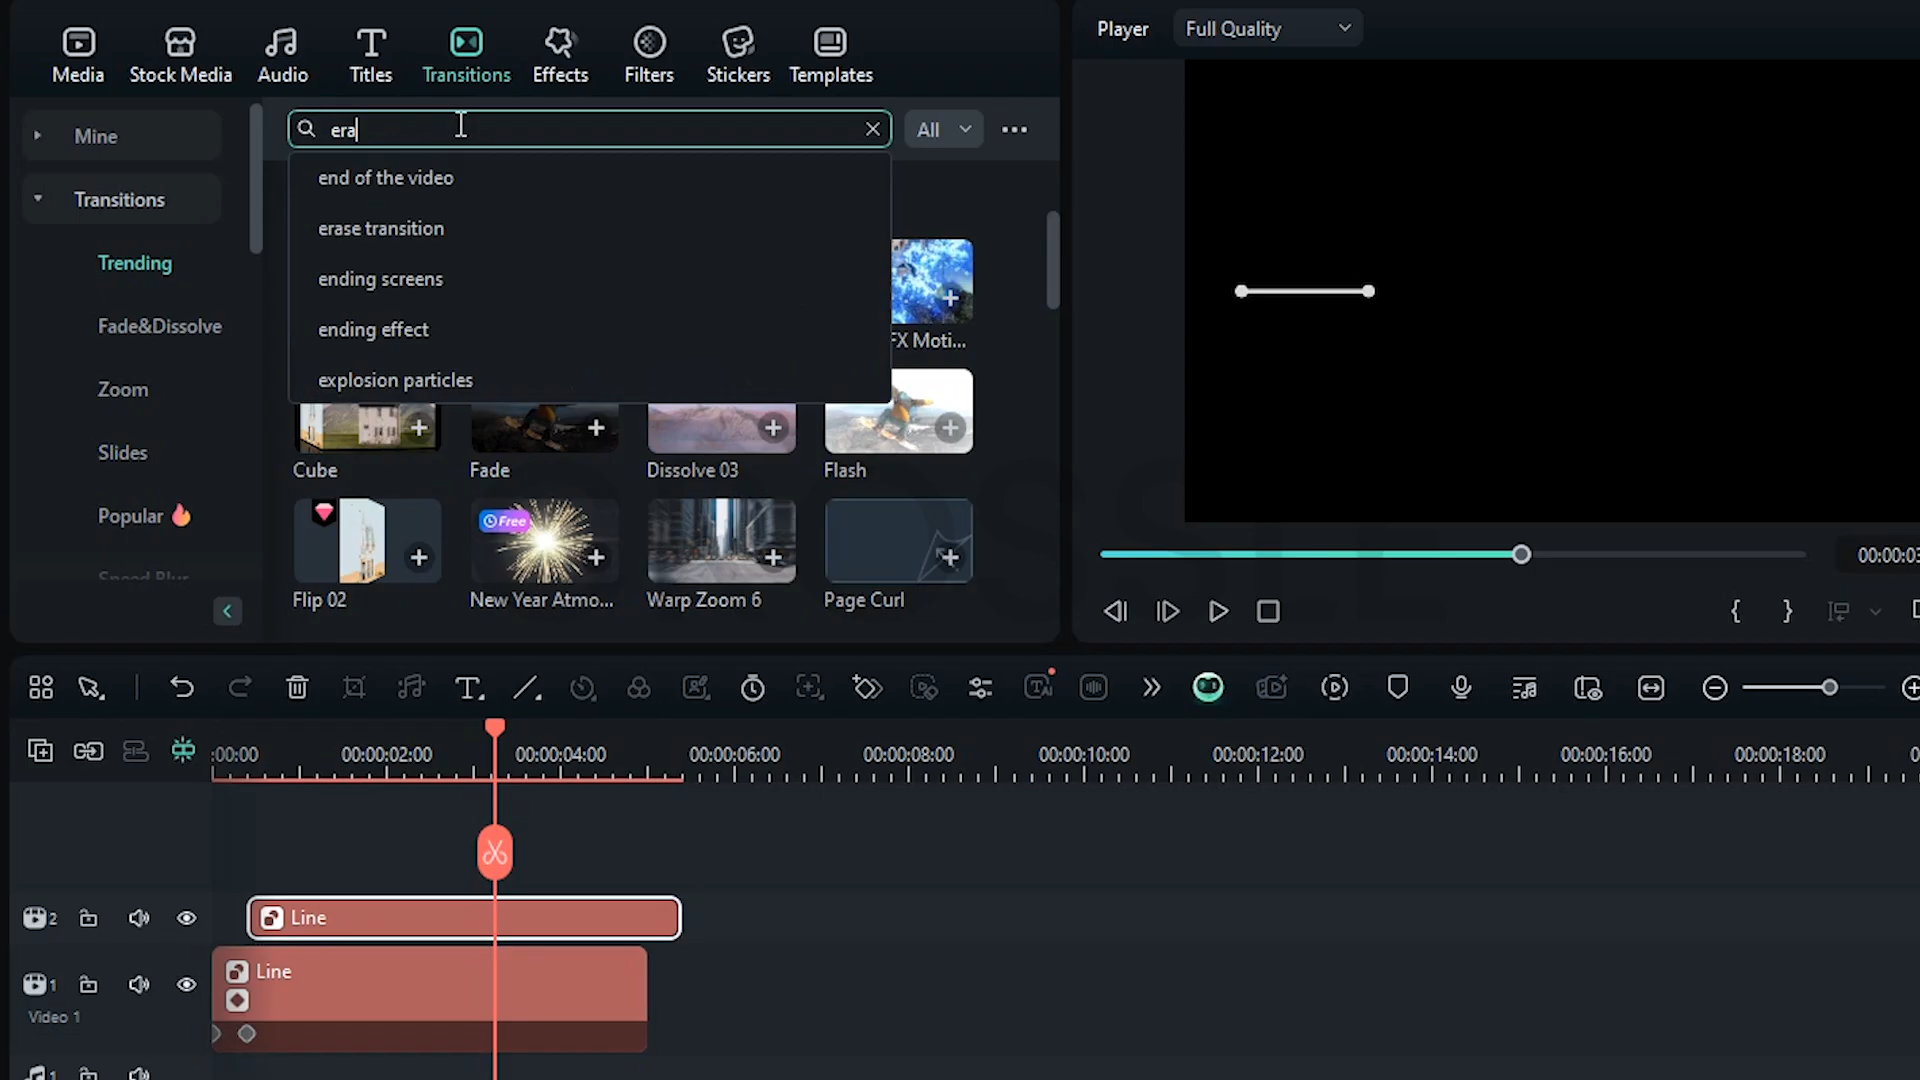 Media
Stock Media
Audio
Titles
Transitions
Effects
Filters
Stickers
Templates
Player
Full Quality
Mine
Transitions
Trending
Fade&Dissolve
Zoom
Slides
Popular
era
All
end of the video
erase transition
ending screens
ending effect
explosion particles
FX Moti...
Cube
Fade
Dissolve 03
Flash
Free
Flip 02
New Year Atmo...
Warp Zoom 6
Page Curl
00:00:03
:00:00
00:00:02:00
00:00:04:00
00:00:06:00
00:00:08:00
00:00:10:00
00:00:12:00
00:00:14:00
00:00:16:00
00:00:18:00
2
Line
1
Line
Video 1
1